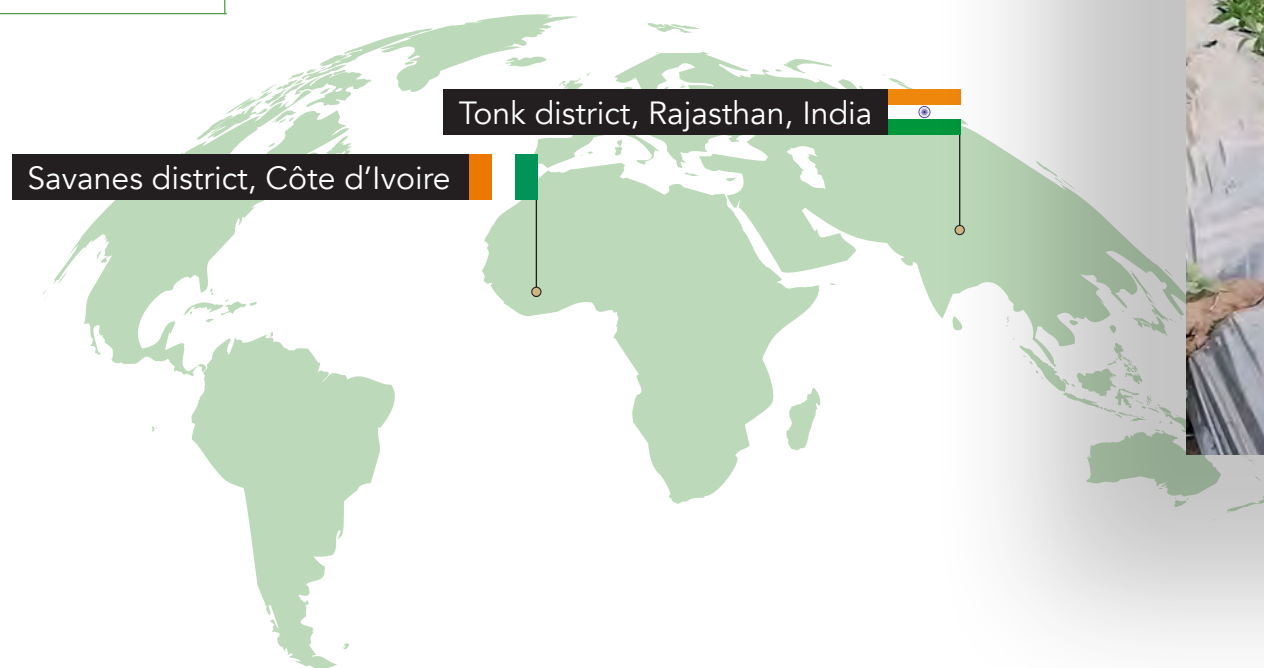 Tonk district, Rajasthan, India
Savanes district, Côte d’Ivoire